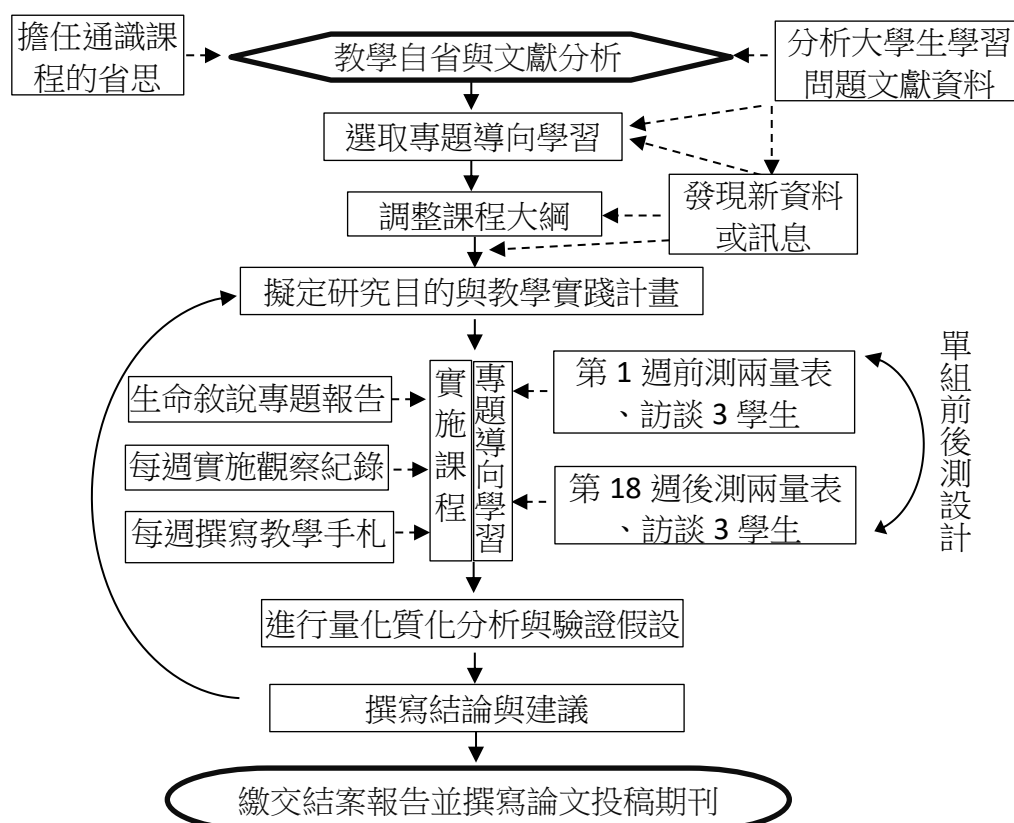 擔任通識課
程的省思
教學自省與文獻分析
分析大學生學習
問題文獻資料
選取專題導向學習
發現新資料
或訊息
調整課程大綱
擬定研究目的與教學實踐計畫
生命敘說專題報告
每週實施觀察紀錄
每週撰寫教學手札
實施課程
專題導向學習
第 1 週前測兩量表
、訪談 3 學生
第 18 週後測兩量表
、訪談 3 學生
單組前後測設計
進行量化質化分析與驗證假設
撰寫結論與建議
繳交結案報告並撰寫論文投稿期刊